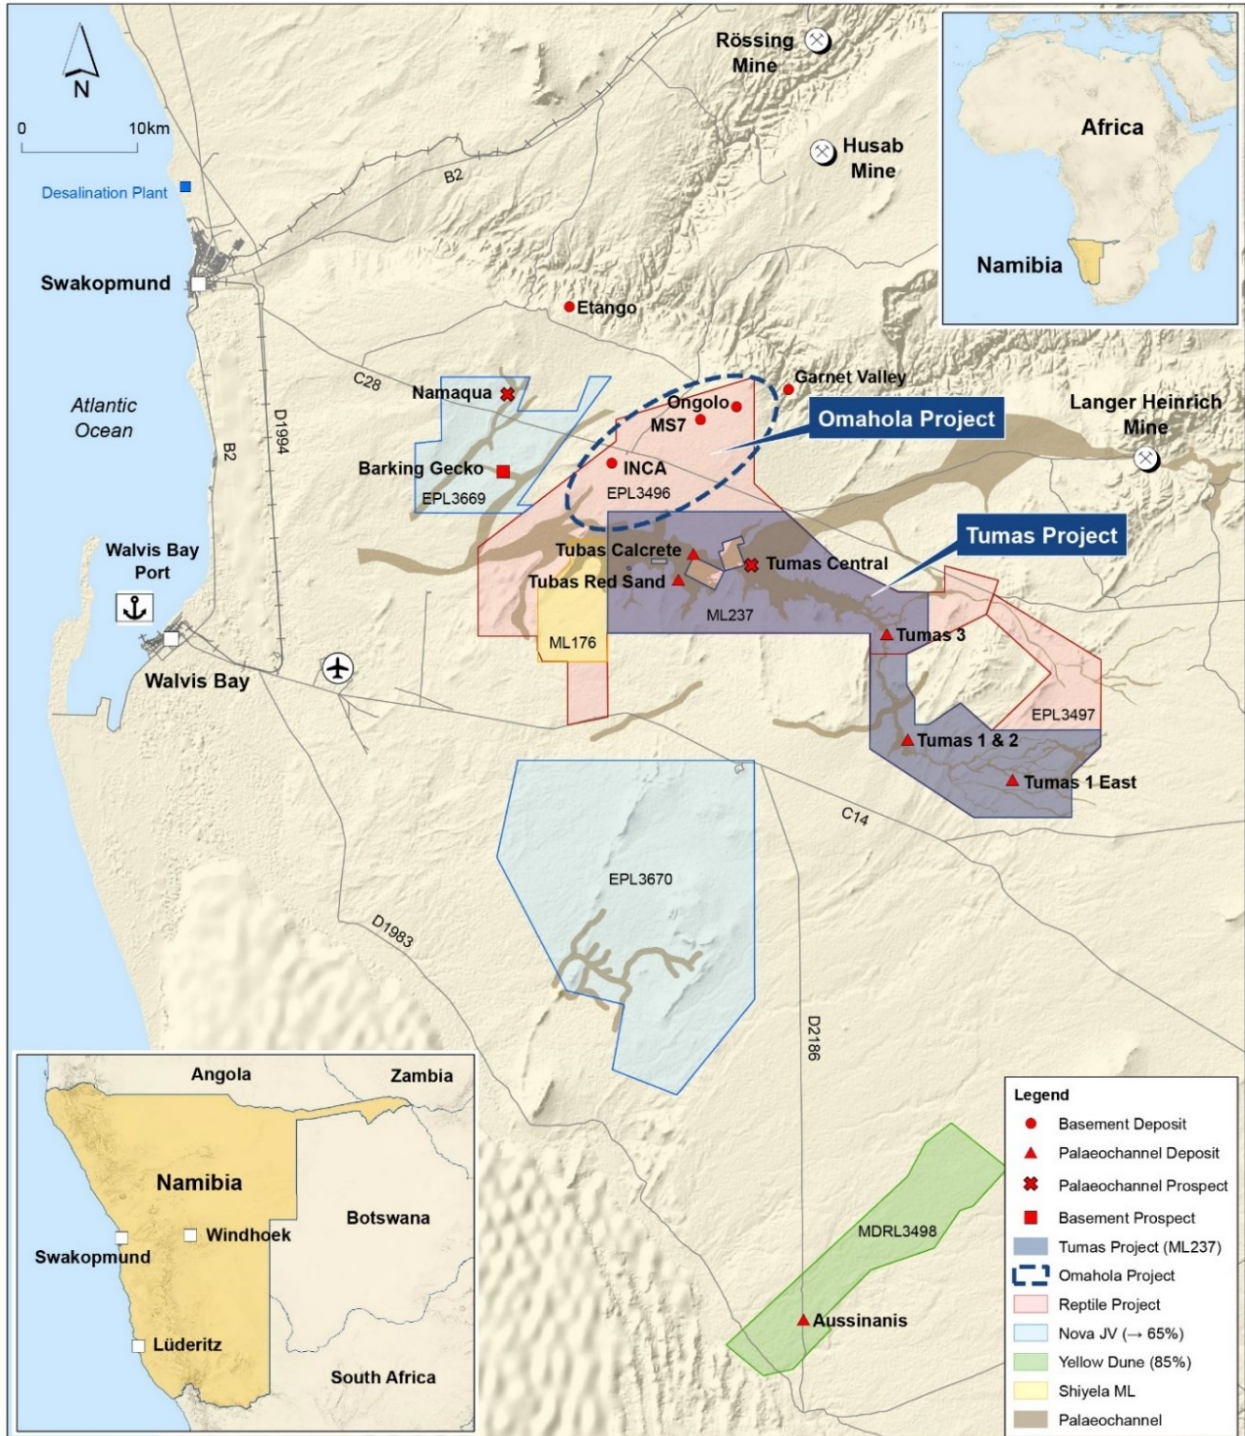 Rössing
Mine
N
0 10km
Africa
Namibia
Husab
Mine
B2
Desalination Plant
Swakopmund
Etango
C28
Namaqua
Garnet Valley
Ongolo
MS7
Omahola Project
Langer Heinrich
Mine
Atlantic
Ocean
B2
D1994
Barking Gecko
EPL3669
INCA
EPL3496
Tumas Project
Walvis Bay
Port
Tubas Calcrete
Tumas Central
Tubas Red Sand
ML237
ML176
Tumas 3
Walvis Bay
EPL3497
Tumas 1 & 2
Tumas 1 East
C14
EPL3670
D1983
D2186
Angola
Zambia
Namibia
Botswana
Windhoek
Swakopmund
Lüderitz
South Africa
MDRL3498
Aussinanis
Legend
Basement Deposit
Palaeochannel Deposit
Palaeochannel Prospect
Basement Prospect
Tumas Project (ML237)
Omahola Project
Reptile Project
Nova JV (→ 65%)
Yellow Dune (85%)
Shiyela ML
Palaeochannel